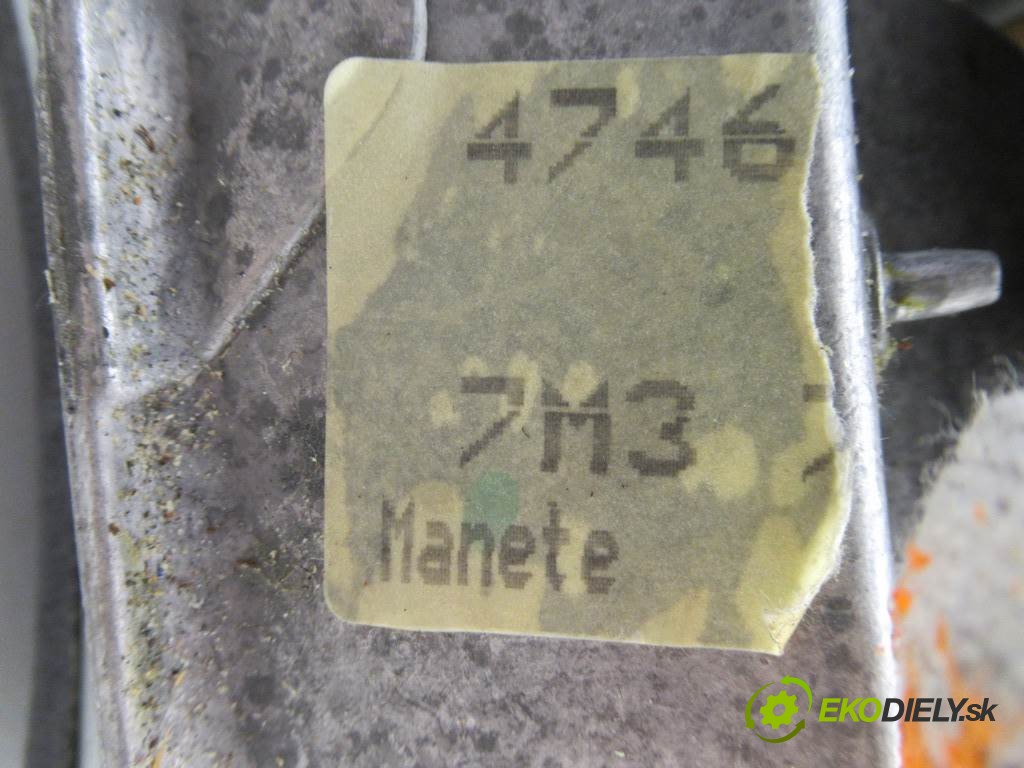 4746
7M3
Manete
EKODIELY.sk